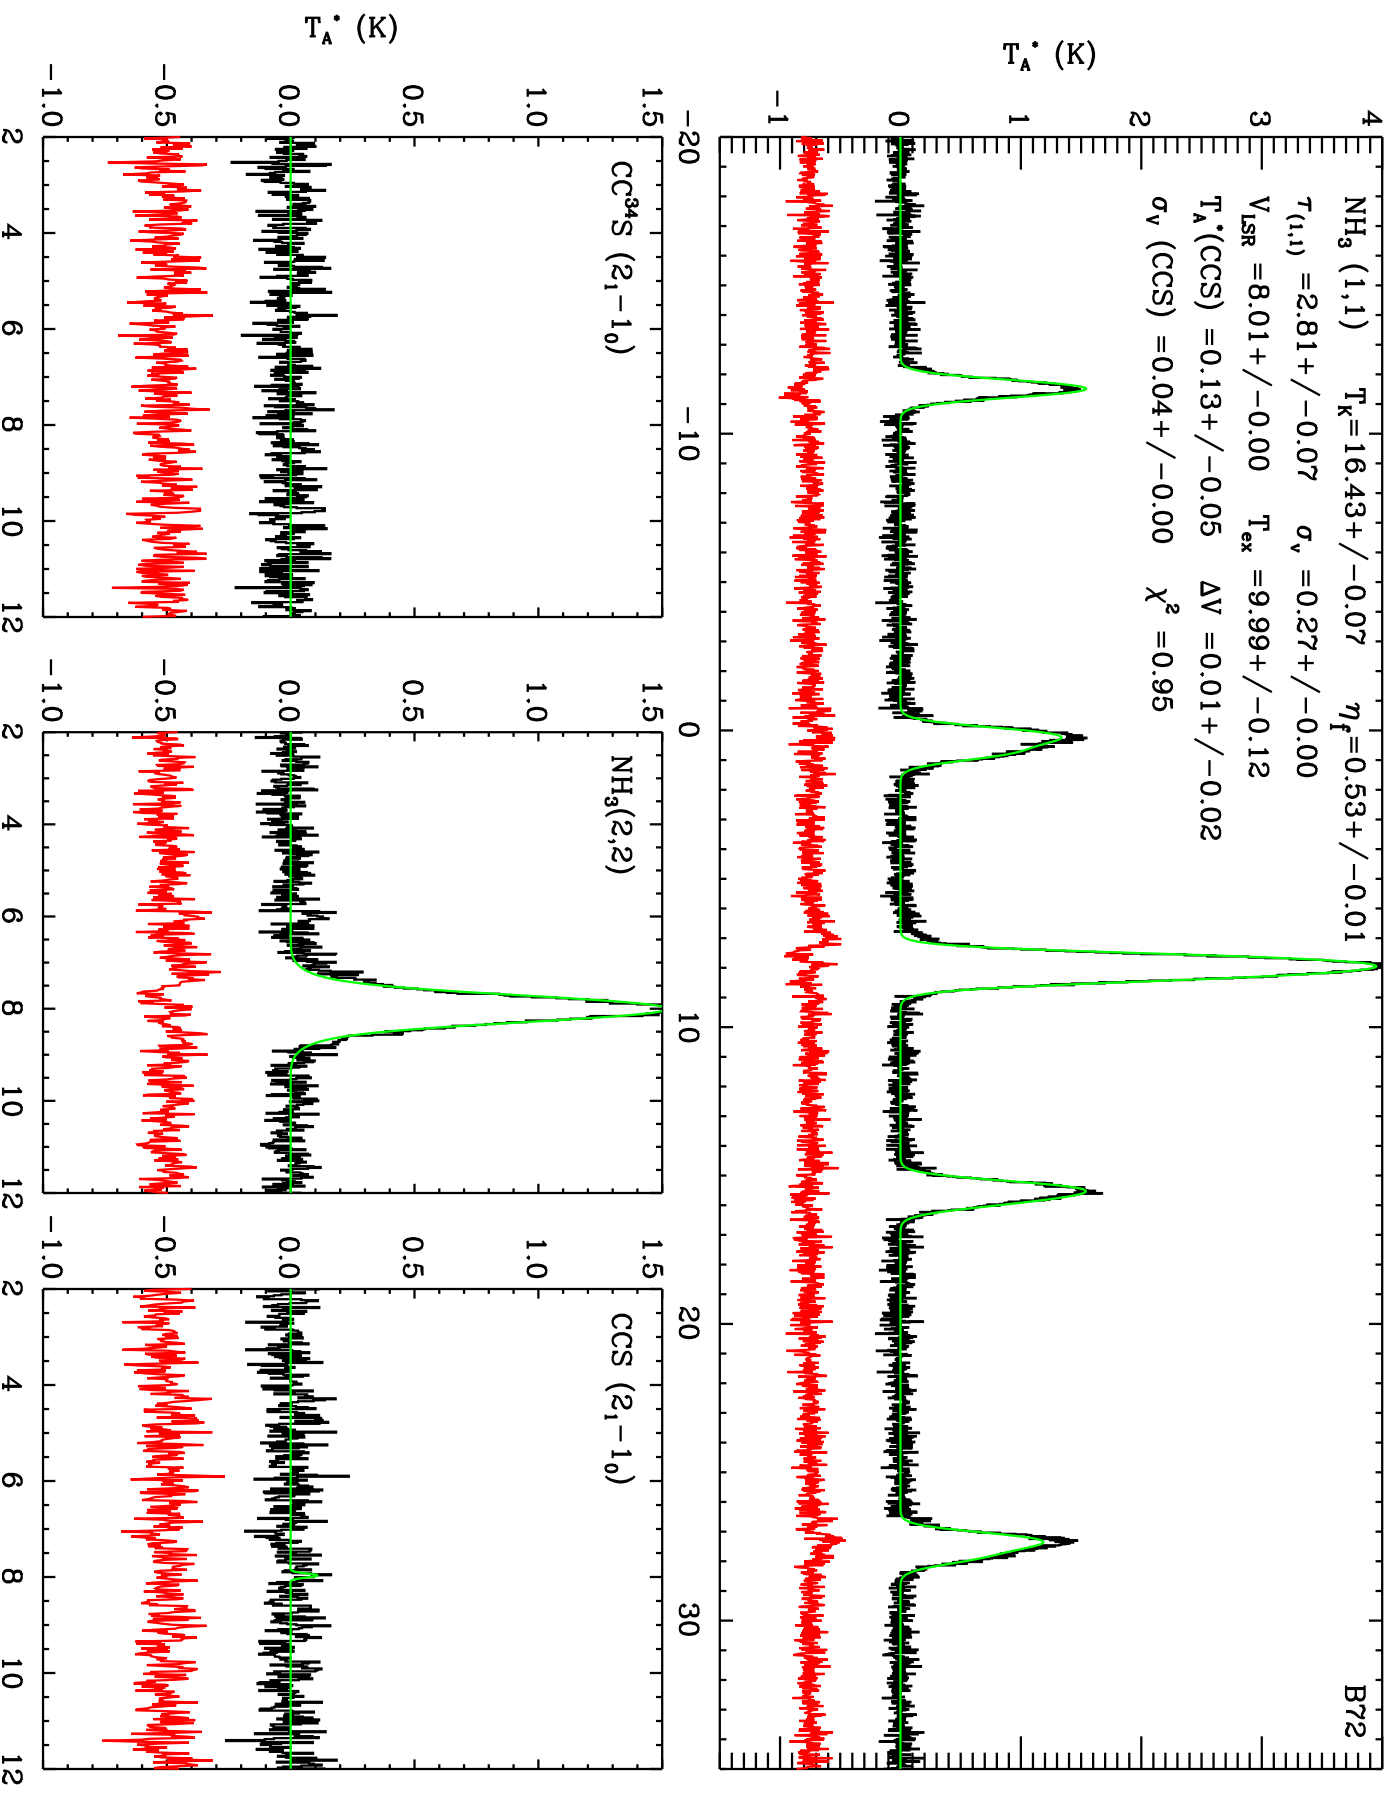 NH3 (1,1) TK=16.43+/-0.07 ηf=0.53+/-0.01 B72
τ(1,1) =2.81+/-0.07 σv =0.27+/-0.00
VLSR =8.01+/-0.00 Tex =9.99+/-0.12
TA*(CCS) =0.13+/-0.05 ΔV =0.01+/-0.02
σv (CCS) =0.04+/-0.00 χ² =0.95
TA* (K)
4
3
2
1
0
-1
-20 -10 0 10 20 30
TA* (K)
CC³⁴S (2₁-1₀)
1.5
1.0
0.5
0.0
-0.5
-1.0
2 4 6 8 10 12
NH3(2,2)
1.5
1.0
0.5
0.0
-0.5
-1.0
2 4 6 8 10 12
CCS (2₁-1₀)
1.5
1.0
0.5
0.0
-0.5
-1.0
2 4 6 8 10 12